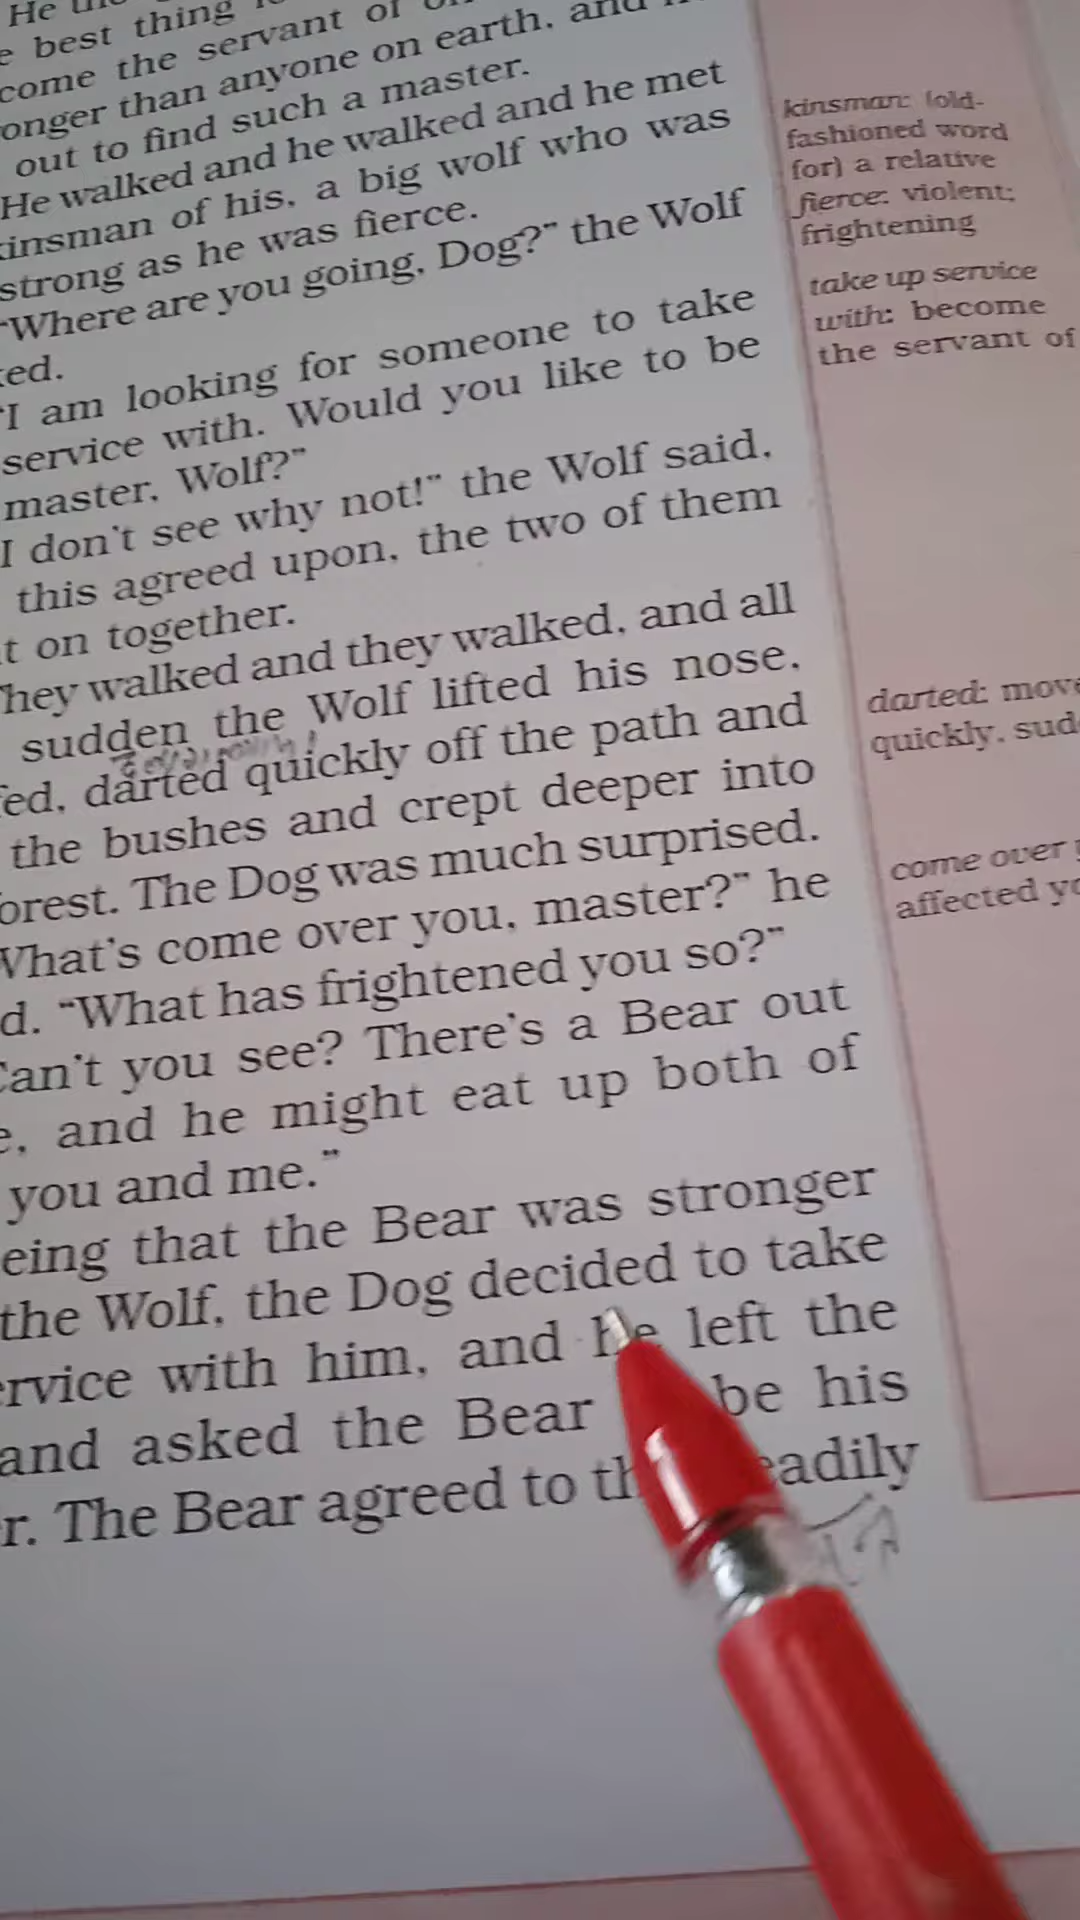 He
best thing
come the servant of
onger than anyone on earth, and
out to find such a master.
He walked and he walked and he met
kinsman of his, a big wolf who was
strong as he was fierce.
“Where are you going, Dog?” the Wolf
ked.
“I am looking for someone to take
service with. Would you like to be
master, Wolf?”
I don't see why not!” the Wolf said,
this agreed upon, the two of them
t on together.
They walked and they walked, and all
sudden the Wolf lifted his nose,
fed, darted quickly off the path and
the bushes and crept deeper into
orest. The Dog was much surprised.
What's come over you, master?” he
d. “What has frightened you so?”
Can't you see? There's a Bear out
e, and he might eat up both of
you and me.”
eing that the Bear was stronger
the Wolf, the Dog decided to take
ervice with him, and he left the
and asked the Bear be his
r. The Bear agreed to th eadily
kinsman: (old-
fashioned word
for) a relative
fierce: violent;
frightening
take up service
with: become
the servant of
darted: move
quickly, sud
come over y
affected yo